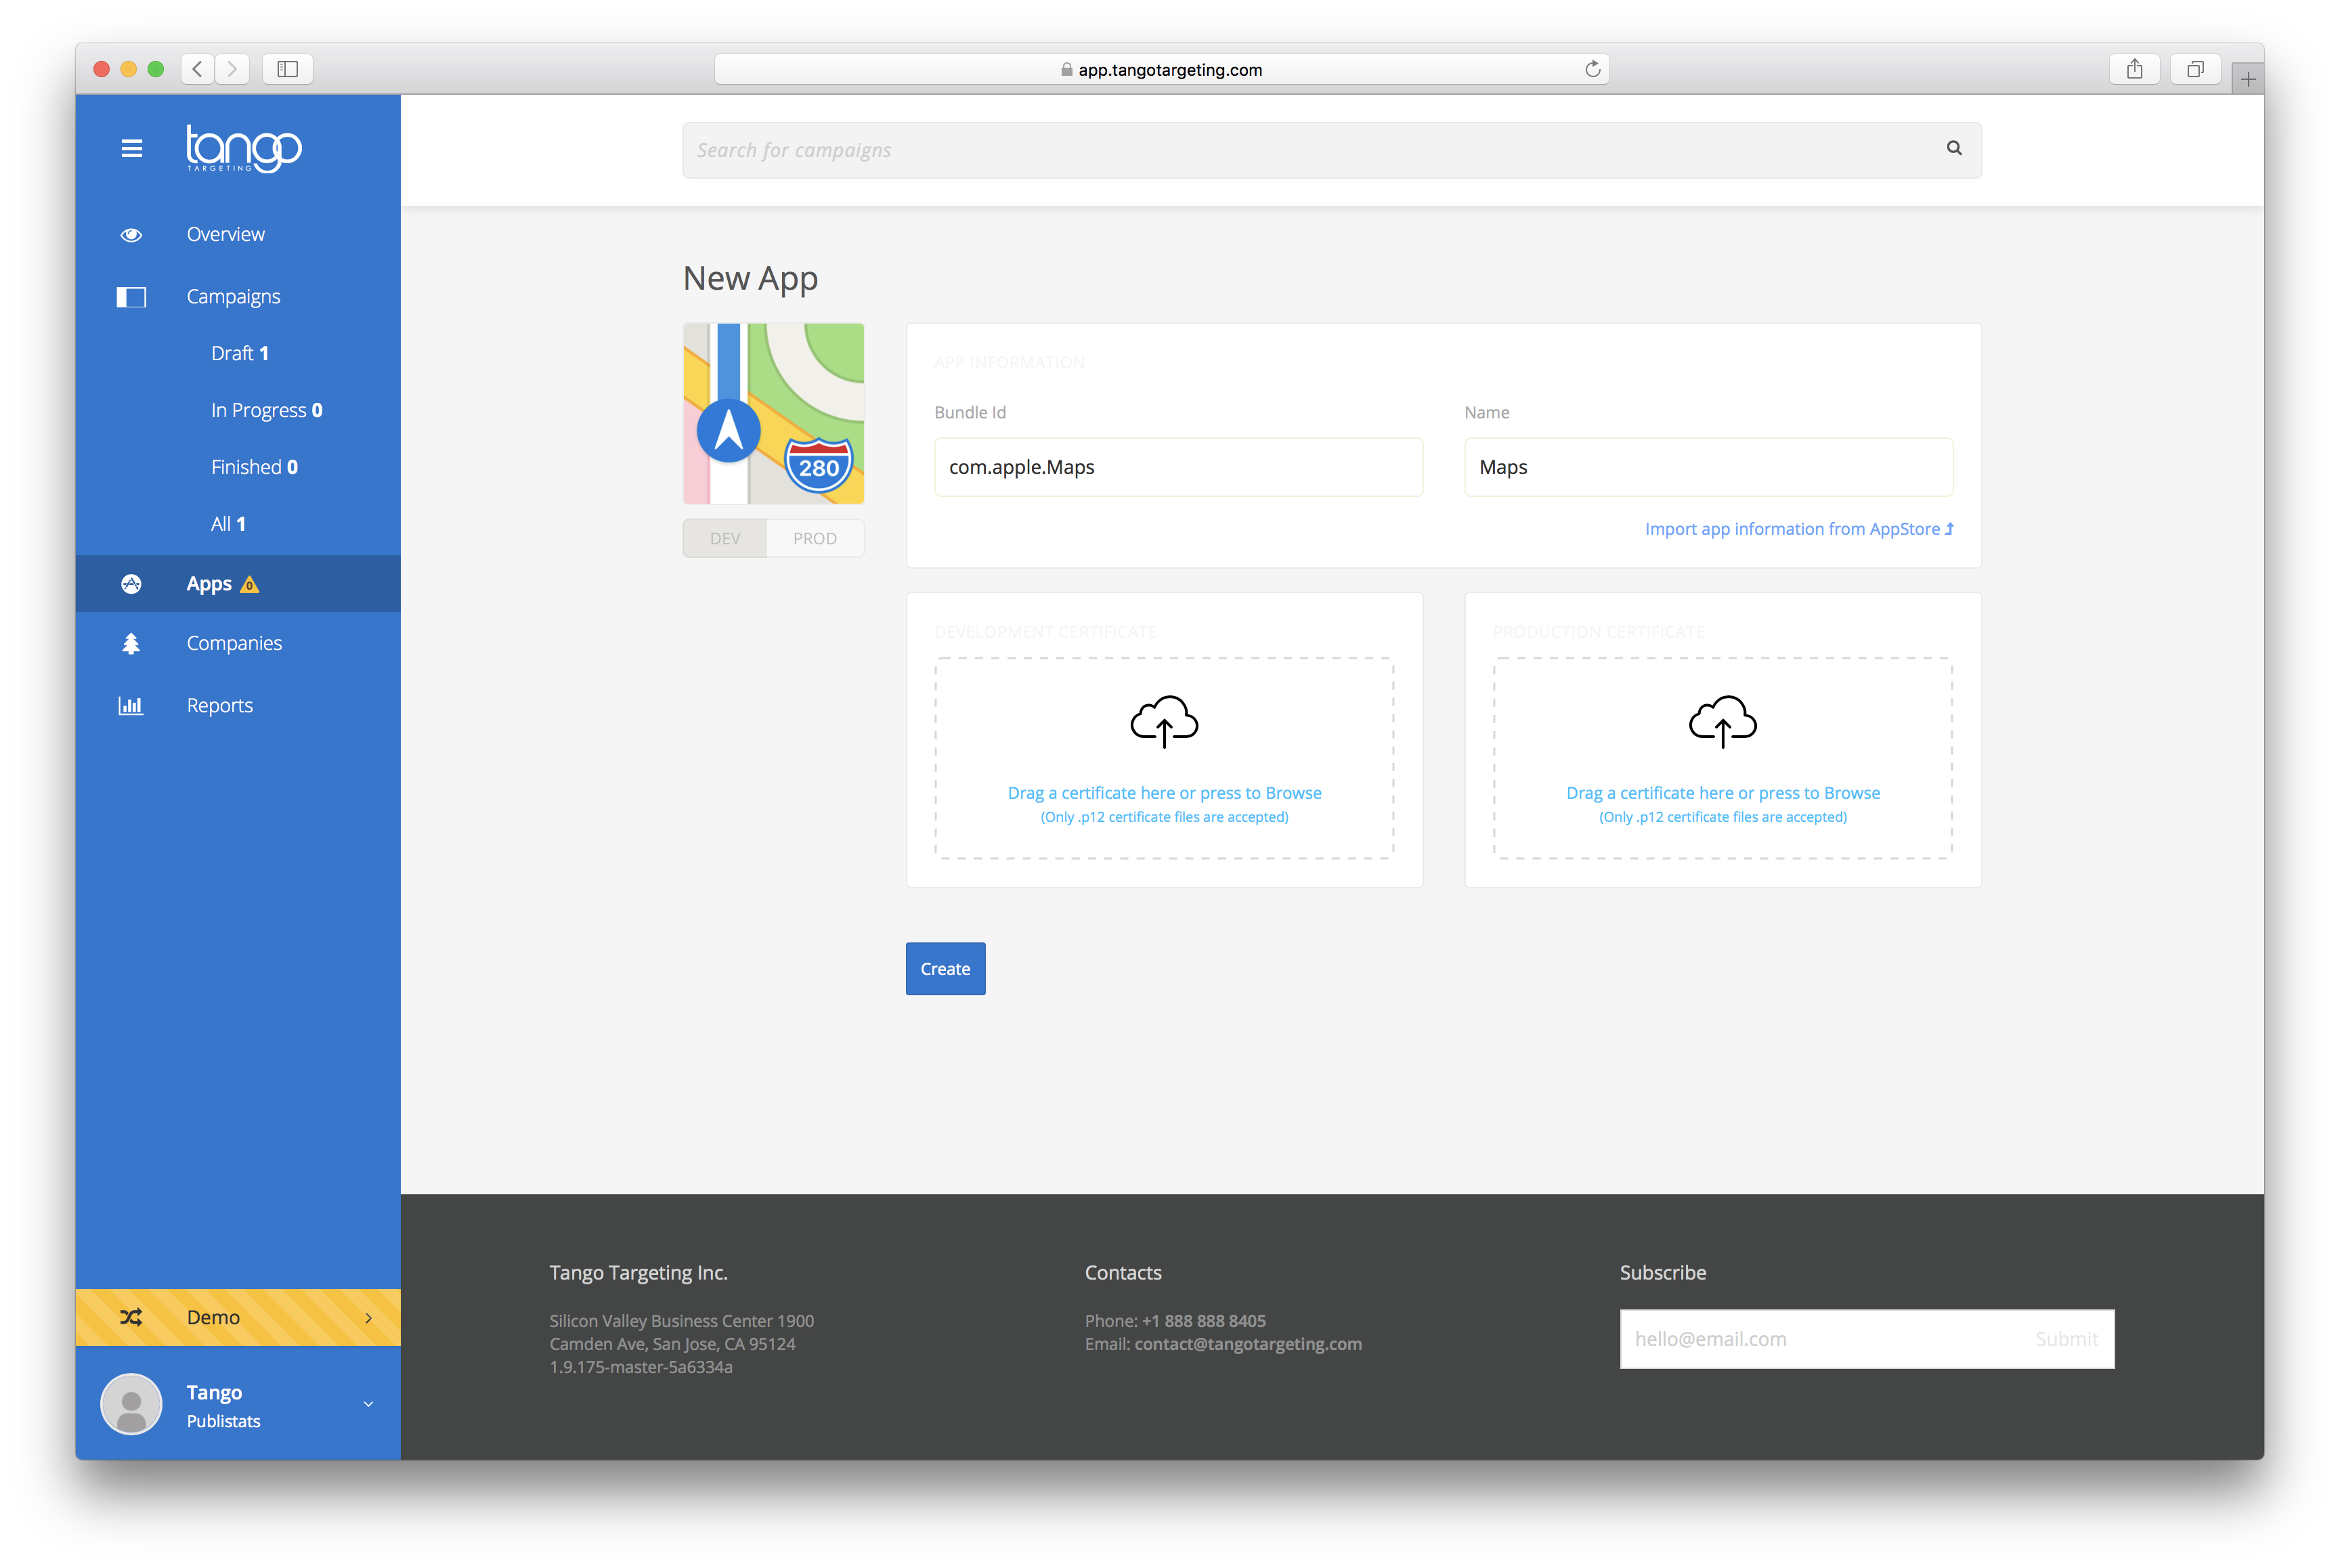 app.tangotargeting.com
tango
TARGETING
Search for campaigns
Overview
Campaigns
Draft 1
In Progress 0
Finished 0
All 1
Apps 0
Companies
Reports
Demo
Tango
Publistats
New App
280
DEV PROD
APP INFORMATION
Bundle Id Name
com.apple.Maps Maps
Import app information from AppStore
DEVELOPMENT CERTIFICATE
Drag a certificate here or press to Browse
(Only .p12 certificate files are accepted)
PRODUCTION CERTIFICATE
Drag a certificate here or press to Browse
(Only .p12 certificate files are accepted)
Create
Tango Targeting Inc.
Silicon Valley Business Center 1900
Camden Ave, San Jose, CA 95124
1.9.175-master-5a6334a
Contacts
Phone: +1 888 888 8405
Email: contact@tangotargeting.com
Subscribe
hello@email.com Submit